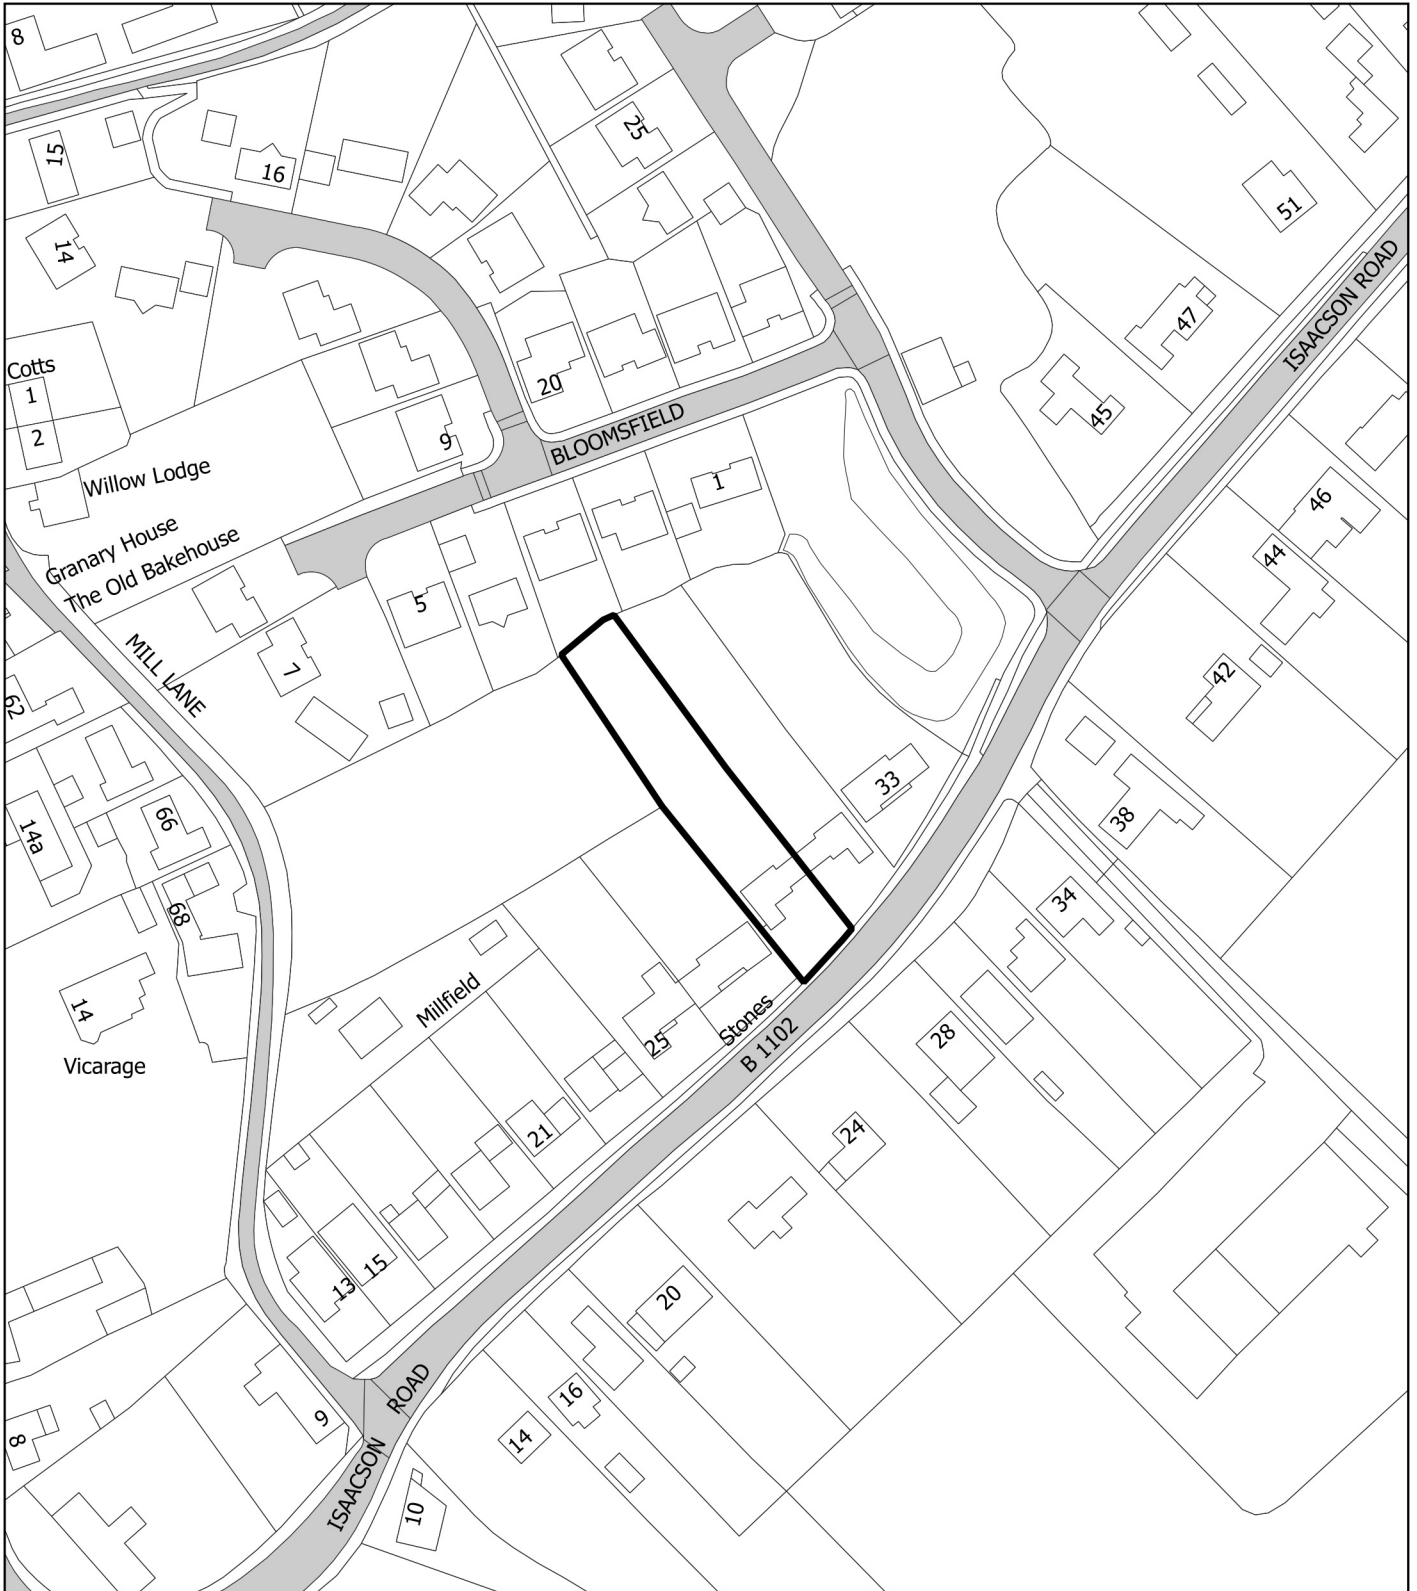 8
15
16
25
14
51
ISAACSON ROAD
47
45
Cotts
1
2
20
9
BLOOMSFIELD
Willow Lodge
1
46
Granary House
The Old Bakehouse
44
5
MILL LANE
7
62
42
33
38
14a
66
68
34
14
Vicarage
Millfield
Stones
25
B 1102
28
21
24
15
13
20
16
14
9
ROAD
ISAACSON
8
10